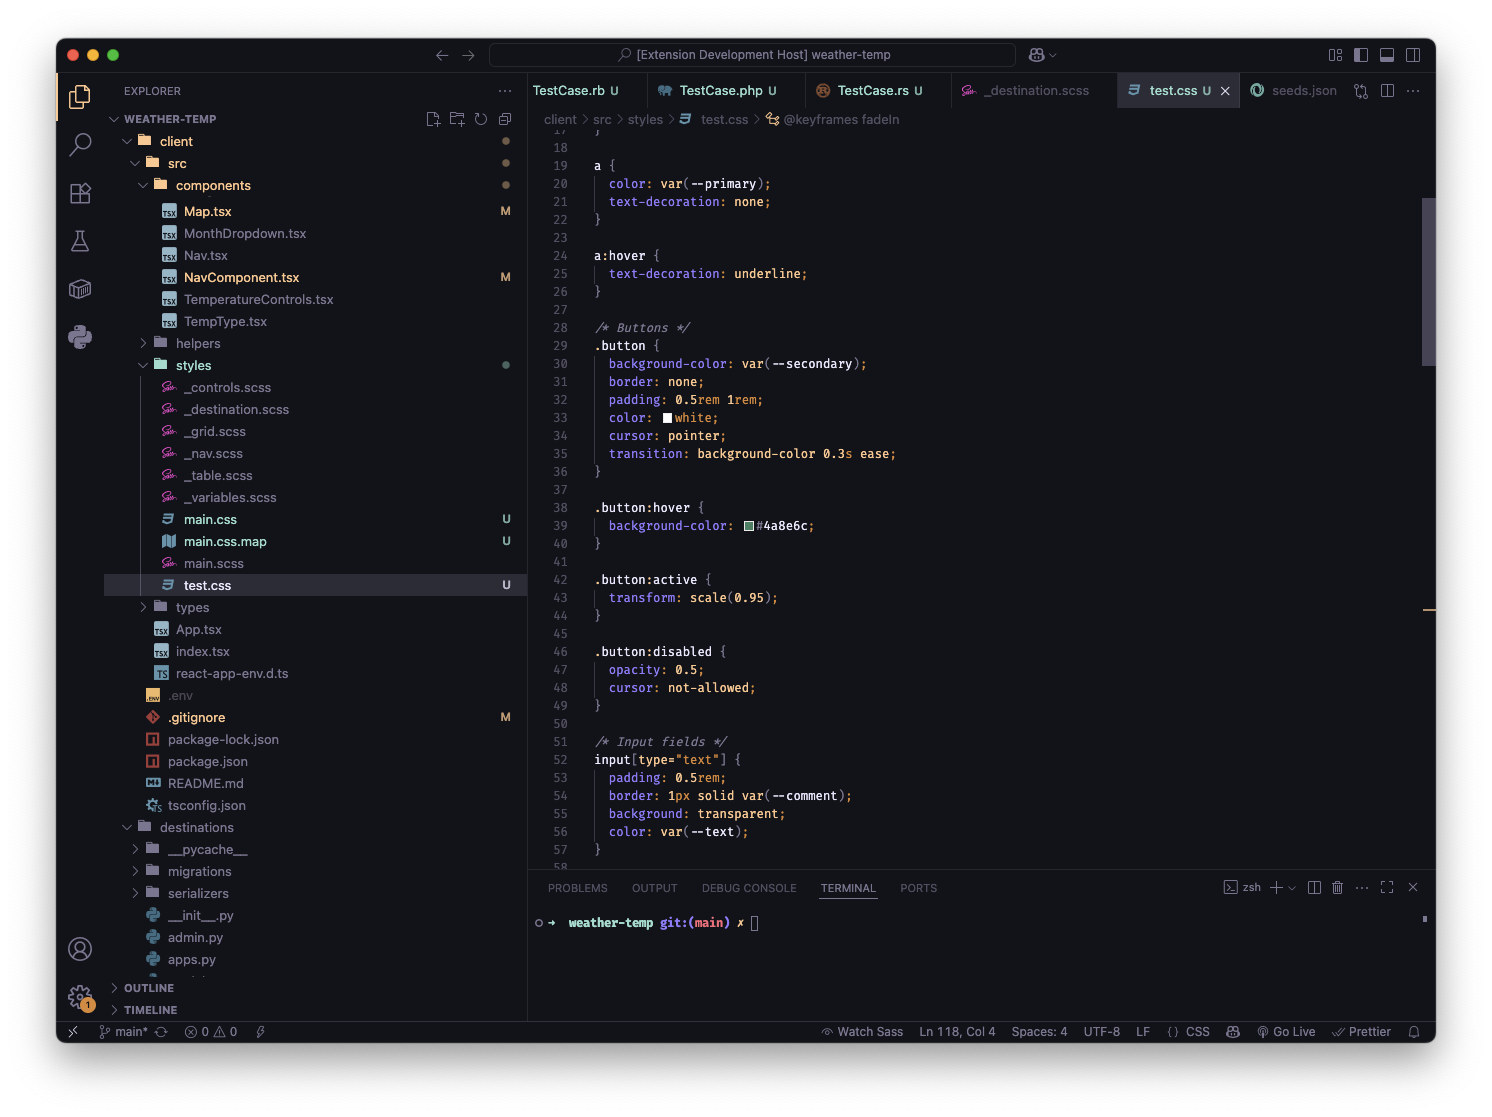 [Extension Development Host] weather-temp
EXPLORER
TestCase.rb U
TestCase.php U
TestCase.rs U
_destination.scss
test.css U
seeds.json
WEATHER-TEMP
client
src
components
Map.tsx M
MonthDropdown.tsx
Nav.tsx
NavComponent.tsx M
TemperatureControls.tsx
TempType.tsx
helpers
styles
_controls.scss
_destination.scss
_grid.scss
_nav.scss
_table.scss
_variables.scss
main.css U
main.css.map U
main.scss
test.css U
types
App.tsx
index.tsx
react-app-env.d.ts
.env
.gitignore M
package-lock.json
package.json
README.md
tsconfig.json
destinations
__pycache__
migrations
serializers
__init__.py
admin.py
apps.py
OUTLINE
TIMELINE
client > src > styles > test.css > @keyframes fadeIn
17 }
18
19 a {
20 color: var(--primary);
21 text-decoration: none;
22 }
23
24 a:hover {
25 text-decoration: underline;
26 }
27
28 /* Buttons */
29 .button {
30 background-color: var(--secondary);
31 border: none;
32 padding: 0.5rem 1rem;
33 color: white;
34 cursor: pointer;
35 transition: background-color 0.3s ease;
36 }
37
38 .button:hover {
39 background-color: #4a8e6c;
40 }
41
42 .button:active {
43 transform: scale(0.95);
44 }
45
46 .button:disabled {
47 opacity: 0.5;
48 cursor: not-allowed;
49 }
50
51 /* Input fields */
52 input[type="text"] {
53 padding: 0.5rem;
54 border: 1px solid var(--comment);
55 background: transparent;
56 color: var(--text);
57 }
58
PROBLEMS OUTPUT DEBUG CONSOLE TERMINAL PORTS zsh
➜ weather-temp git:(main) ✗
1
main* 0 0 Watch Sass Ln 118, Col 4 Spaces: 4 UTF-8 LF {} CSS Go Live Prettier